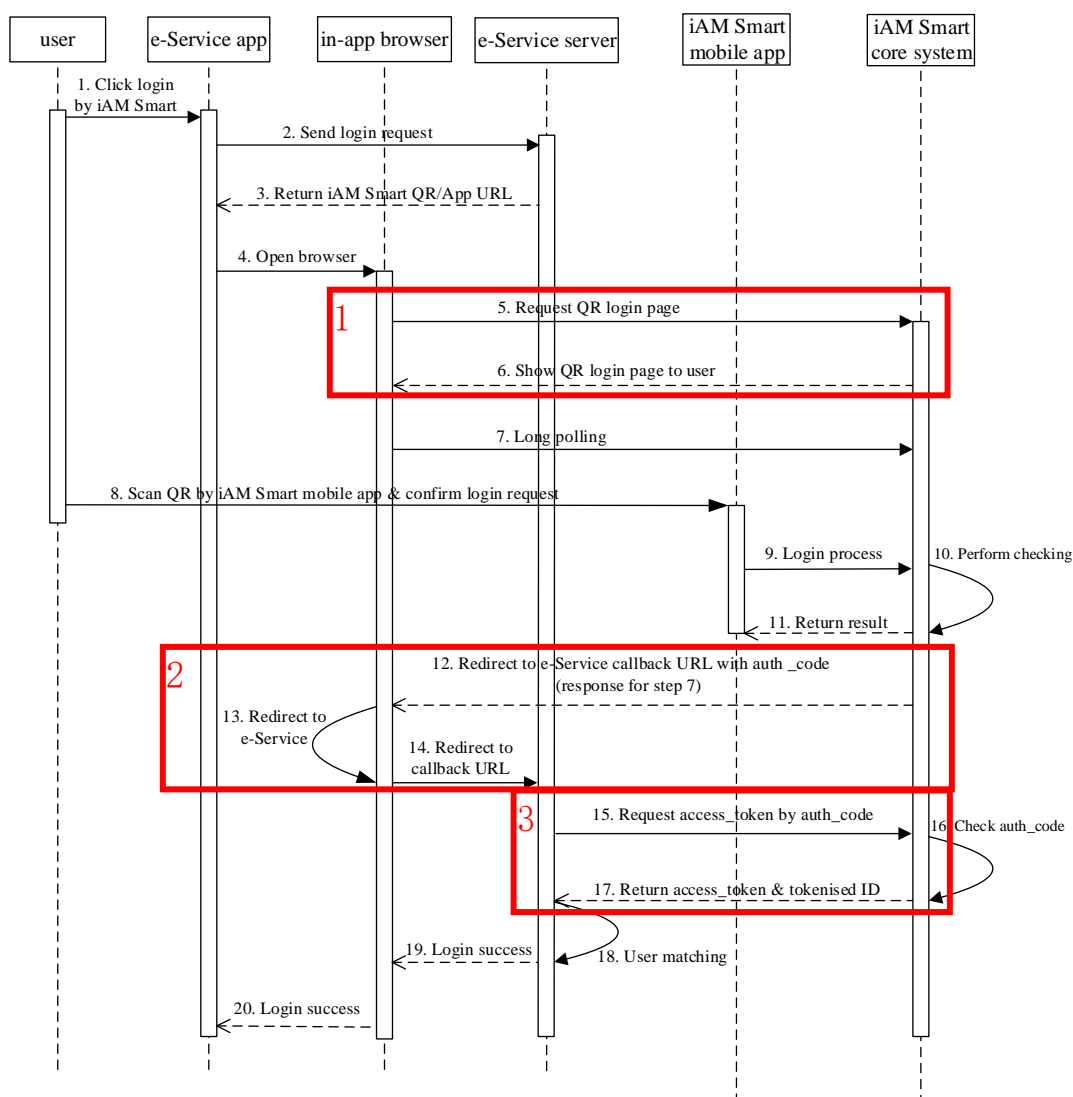 user
e-Service app
in-app browser
e-Service server
iAM Smart
mobile app
iAM Smart
core system
1. Click login
by iAM Smart
2. Send login request
3. Return iAM Smart QR/App URL
4. Open browser
1
5. Request QR login page
6. Show QR login page to user
7. Long polling
8. Scan QR by iAM Smart mobile app & confirm login request
9. Login process
10. Perform checking
11. Return result
2
12. Redirect to e-Service callback URL with auth _code
(response for step 7)
13. Redirect to
e-Service
14. Redirect to
callback URL
3
15. Request access_token by auth_code
16. Check auth_code
17. Return access_token & tokenised ID
18. User matching
19. Login success
20. Login success